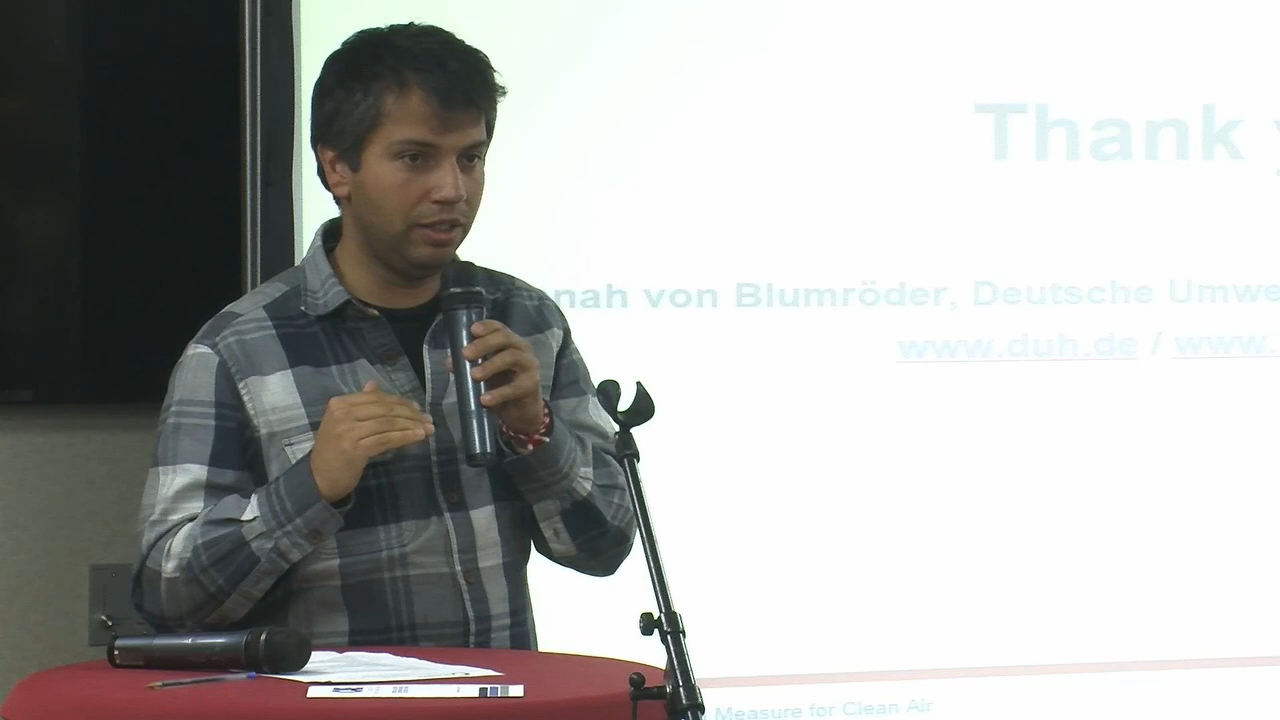 Thank
nah von Blumröder, Deutsche Umwe
www.duh.de / www.
Measure for Clean Air